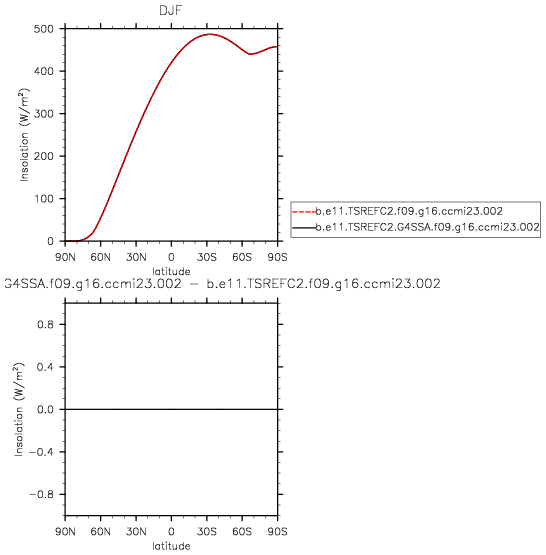 DJF
Insolation (W/m²)
500
400
300
200
100
0
90N 60N 30N 0 30S 60S 90S
latitude
b.e11.TSREFC2.f09.g16.ccmi23.002
b.e11.TSREFC2.G4SSA.f09.g16.ccmi23.002
G4SSA.f09.g16.ccmi23.002 − b.e11.TSREFC2.f09.g16.ccmi23.002
Insolation (W/m²)
0.8
0.4
0.0
−0.4
−0.8
90N 60N 30N 0 30S 60S 90S
latitude